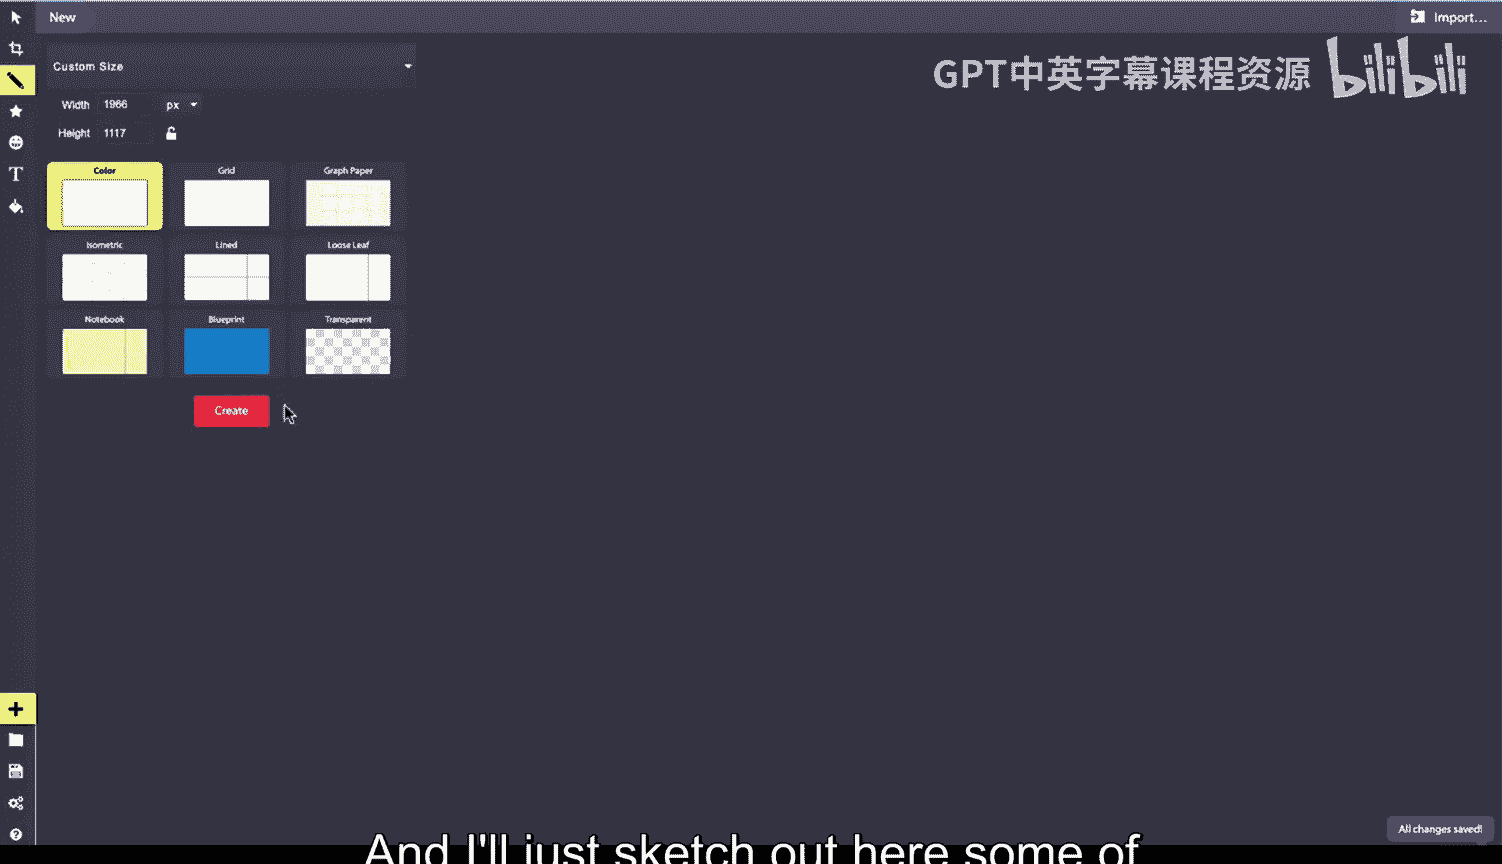 New
Import...
GPT中英字幕课程资源 bilibili
Custom Size
Width 1966 px
Height 1117
Color Grid Graph Paper
Isometric Lined Loose Leaf
Notebook Blueprint Transparent
Create
All changes saved!
And I'll just sketch out here some of